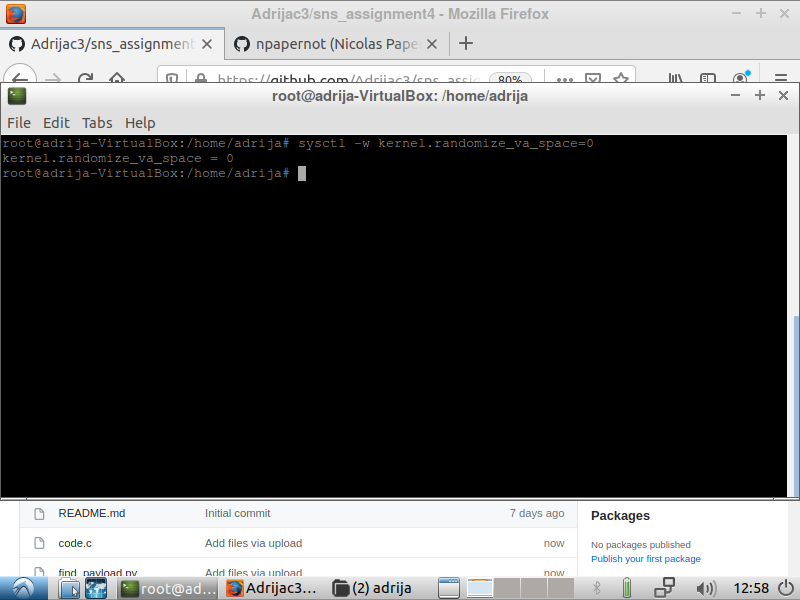 Adrijac3/sns_assignment4 - Mozilla Firefox
Adrijac3/sns_assignment
npapernot (Nicolas Pape
https://github.com/Adrijac3/sns_assig
80%
root@adrija-VirtualBox: /home/adrija
File Edit Tabs Help
root@adrija-VirtualBox:/home/adrija# sysctl -w kernel.randomize_va_space=0
kernel.randomize_va_space = 0
root@adrija-VirtualBox:/home/adrija#
README.md Initial commit 7 days ago
Packages
code.c Add files via upload now
No packages published
Publish your first package
find_payload.py Add files via upload now
root@ad... Adrijac3... (2) adrija 12:58